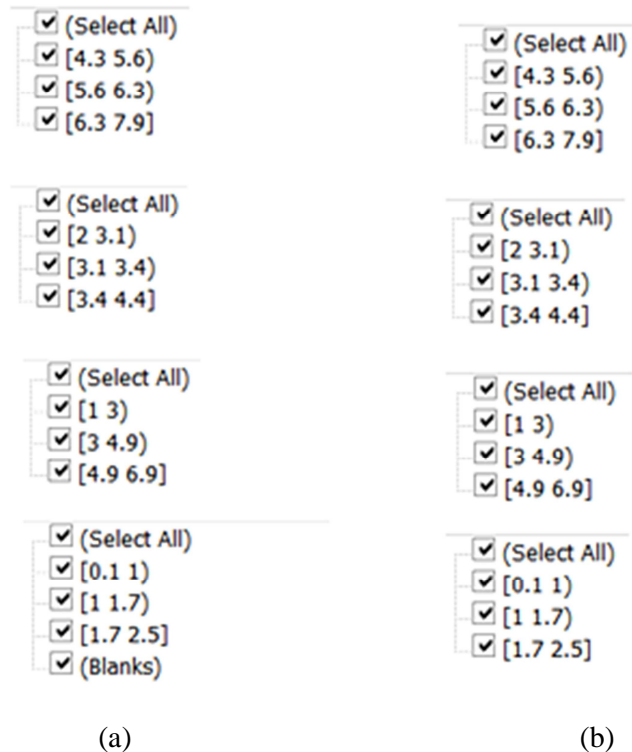 (Select All)
[4.3 5.6)
[5.6 6.3)
[6.3 7.9]
(Select All)
[2 3.1)
[3.1 3.4)
[3.4 4.4]
(Select All)
[1 3)
[3 4.9)
[4.9 6.9]
(Select All)
[0.1 1)
[1 1.7)
[1.7 2.5]
(Blanks)
(a)
(Select All)
[4.3 5.6)
[5.6 6.3)
[6.3 7.9]
(Select All)
[2 3.1)
[3.1 3.4)
[3.4 4.4]
(Select All)
[1 3)
[3 4.9)
[4.9 6.9]
(Select All)
[0.1 1)
[1 1.7)
[1.7 2.5]
(b)